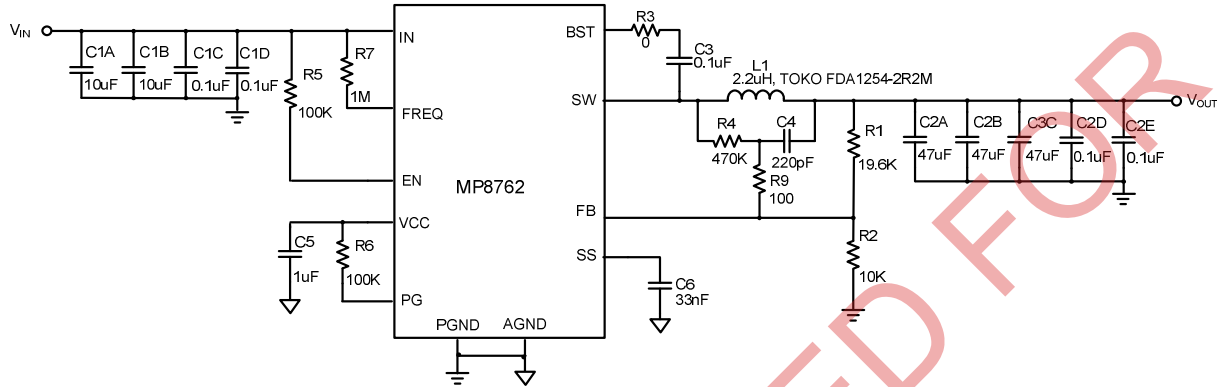 VIN
C1A
10uF
C1B
10uF
C1C
0.1uF
C1D
0.1uF
R5
100K
R7
1M
C5
1uF
R6
100K
IN
FREQ
EN
VCC
PG
MP8762
PGND
AGND
BST
SW
FB
SS
R3
0
C3
0.1uF
L1
2.2uH, TOKO FDA1254-2R2M
R4
470K
C4
220pF
R9
100
R1
19.6K
R2
10K
C6
33nF
C2A
47uF
C2B
47uF
C3C
47uF
C2D
0.1uF
C2E
0.1uF
VOUT
ED FOR